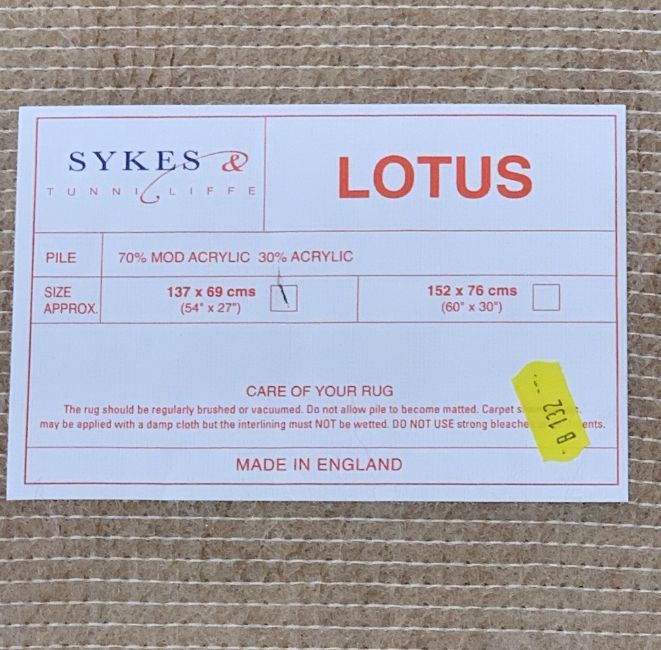 SYKES &
TUNNICLIFFE
LOTUS
PILE 70% MOD ACRYLIC 30% ACRYLIC
SIZE APPROX.
137 x 69 cms
(54" x 27")
152 x 76 cms
(60" x 30")
CARE OF YOUR RUG
The rug should be regularly brushed or vacuumed. Do not allow pile to become matted. Carpet
may be applied with a damp cloth but the interlining must NOT be wetted. DO NOT USE strong
MADE IN ENGLAND
B 132